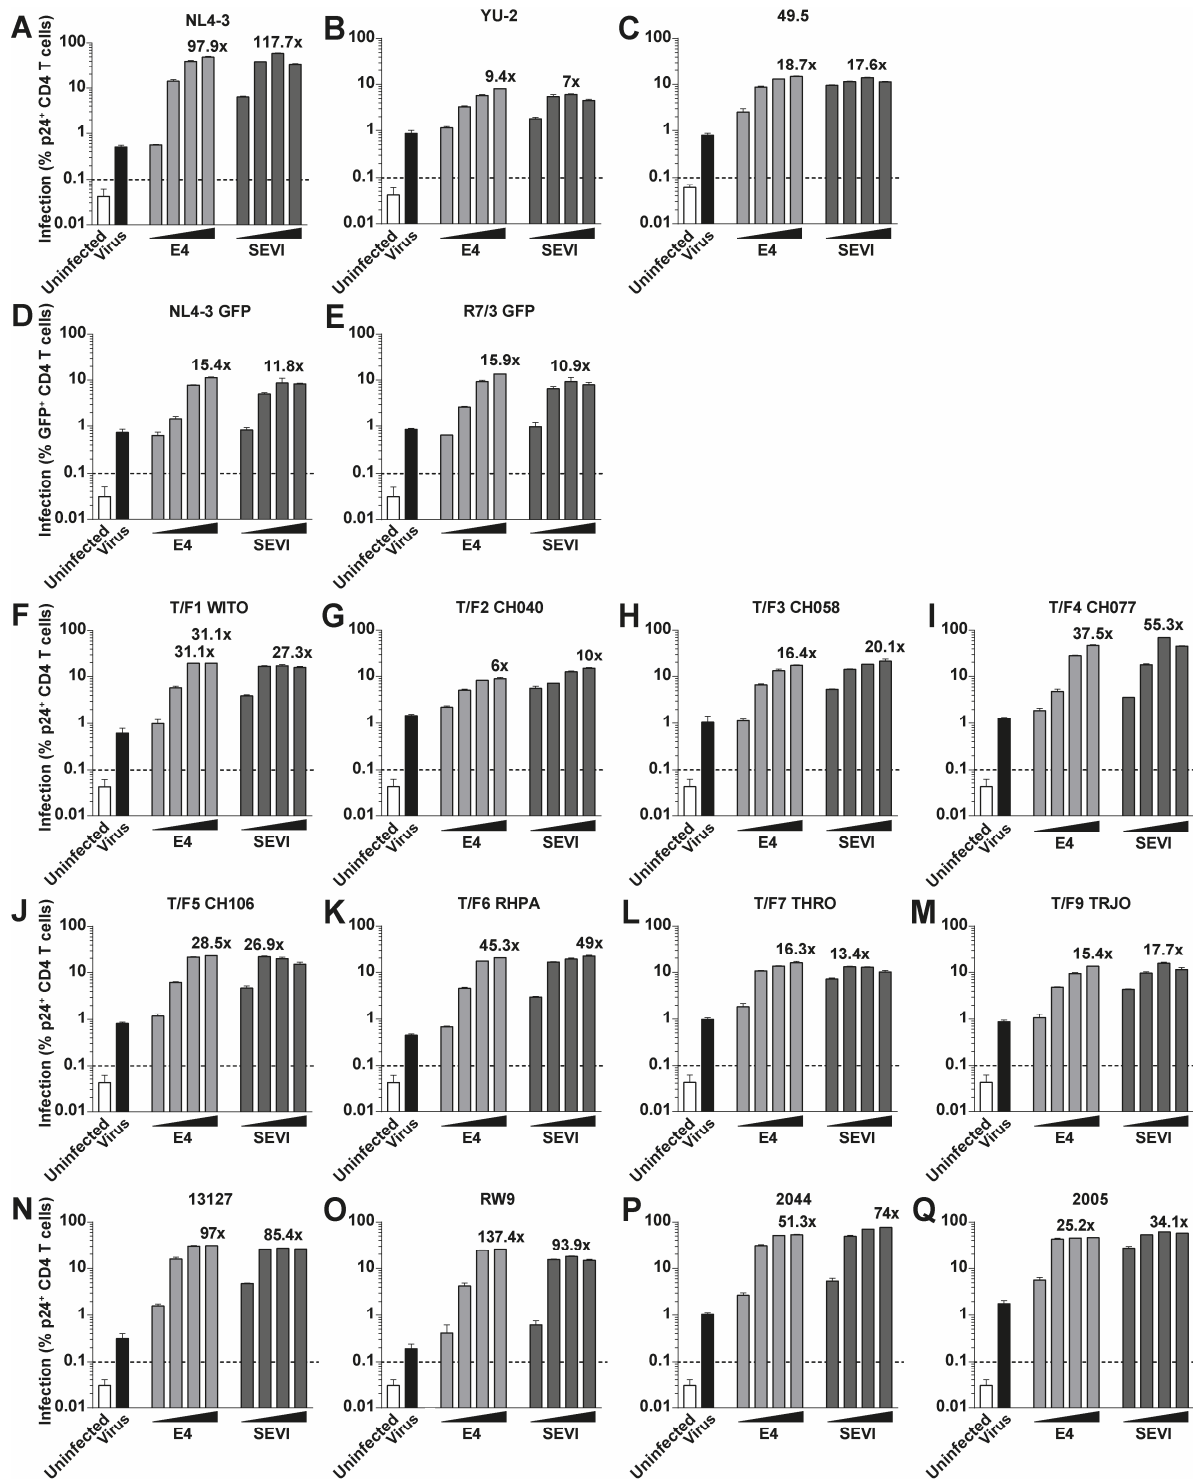 A NL4-3
Infection (% p24⁺ CD4 T cells)
100
10
1
0.1
0.01
97.9x 117.7x
Uninfected Virus E4 SEVI
B YU-2
100
10
1
0.1
0.01
9.4x 7x
Uninfected Virus E4 SEVI
C 49.5
100
10
1
0.1
0.01
18.7x 17.6x
Uninfected Virus E4 SEVI
D NL4-3 GFP
Infection (% GFP⁺ CD4 T cells)
100
10
1
0.1
0.01
15.4x 11.8x
Uninfected Virus E4 SEVI
E R7/3 GFP
100
10
1
0.1
0.01
15.9x 10.9x
Uninfected Virus E4 SEVI
F T/F1 WITO
Infection (% p24⁺ CD4 T cells)
100
10
1
0.1
0.01
31.1x
31.1x 27.3x
Uninfected Virus E4 SEVI
G T/F2 CH040
100
10
1
0.1
0.01
6x 10x
Uninfected Virus E4 SEVI
H T/F3 CH058
100
10
1
0.1
0.01
16.4x 20.1x
Uninfected Virus E4 SEVI
I T/F4 CH077
100
10
1
0.1
0.01
37.5x 55.3x
Uninfected Virus E4 SEVI
J T/F5 CH106
Infection (% p24⁺ CD4 T cells)
100
10
1
0.1
0.01
28.5x 26.9x
Uninfected Virus E4 SEVI
K T/F6 RHPA
100
10
1
0.1
0.01
45.3x 49x
Uninfected Virus E4 SEVI
L T/F7 THRO
100
10
1
0.1
0.01
16.3x 13.4x
Uninfected Virus E4 SEVI
M T/F9 TRJO
100
10
1
0.1
0.01
15.4x 17.7x
Uninfected Virus E4 SEVI
N 13127
Infection (% p24⁺ CD4 T cells)
100
10
1
0.1
0.01
97x 85.4x
Uninfected Virus E4 SEVI
O RW9
100
10
1
0.1
0.01
137.4x 93.9x
Uninfected Virus E4 SEVI
P 2044
100
10
1
0.1
0.01
51.3x 74x
Uninfected Virus E4 SEVI
Q 2005
100
10
1
0.1
0.01
25.2x 34.1x
Uninfected Virus E4 SEVI